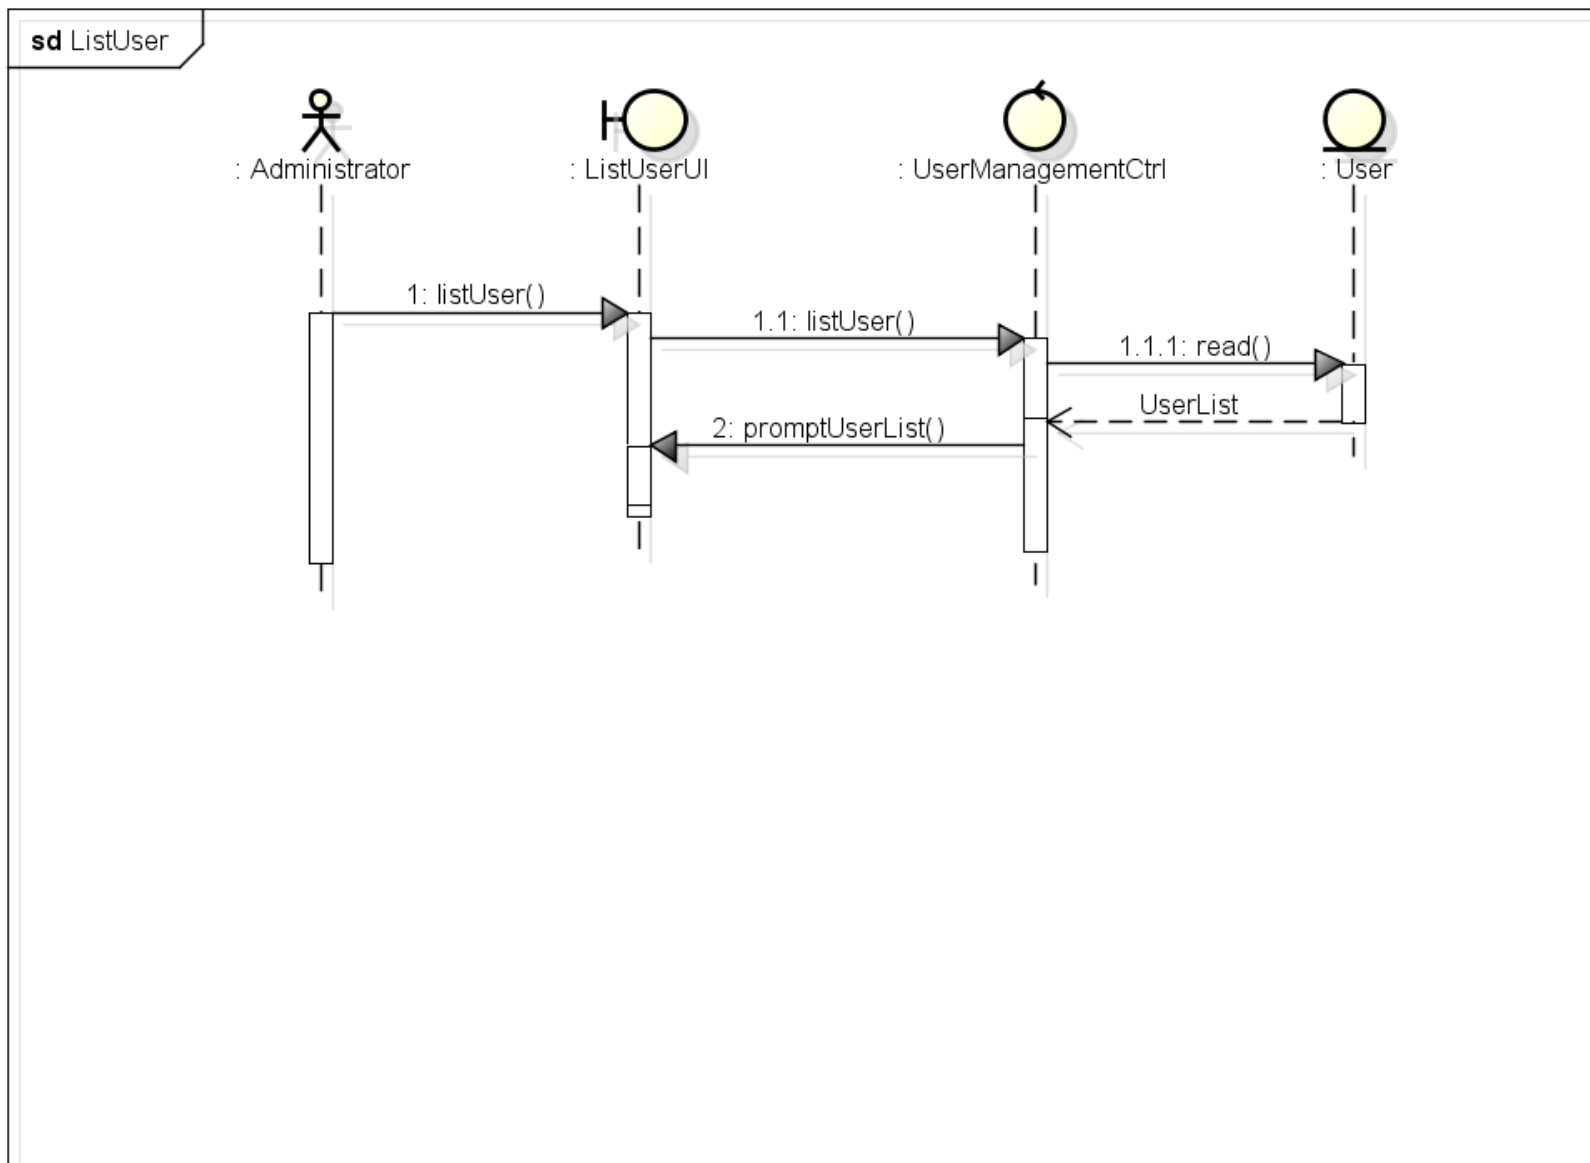 sd ListUser
: Administrator
: ListUserUI
: UserManagementCtrl
: User
1: listUser()
1.1: listUser()
1.1.1: read()
UserList
2: promptUserList()